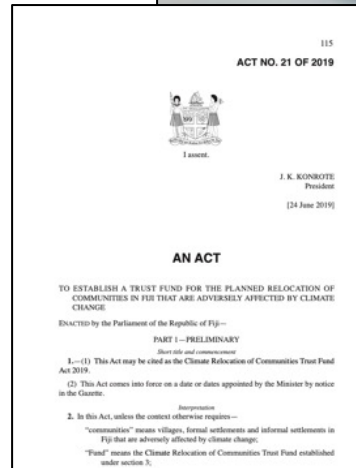 115
ACT NO. 21 OF 2019
I assent.
J. K. KONROTE
President
[24 June 2019]
AN ACT
TO ESTABLISH A TRUST FUND FOR THE PLANNED RELOCATION OF
COMMUNITIES IN FIJI THAT ARE ADVERSELY AFFECTED BY CLIMATE
CHANGE
ENACTED by the Parliament of the Republic of Fiji—
PART 1—PRELIMINARY
Short title and commencement
1.—(1) This Act may be cited as the Climate Relocation of Communities Trust Fund
Act 2019.
(2) This Act comes into force on a date or dates appointed by the Minister by notice
in the Gazette.
Interpretation
2. In this Act, unless the context otherwise requires—
“communities” means villages, formal settlements and informal settlements in
Fiji that are adversely affected by climate change;
“Fund” means the Climate Relocation of Communities Trust Fund established
under section 3;